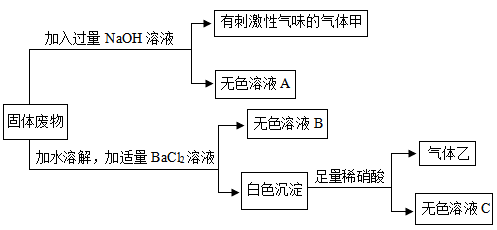 有刺激性气味的气体甲
加入过量 NaOH 溶液
无色溶液 A
固体废物
无色溶液 B
加水溶解，加适量 BaCl₂ 溶液
气体乙
足量稀硝酸
白色沉淀
无色溶液 C